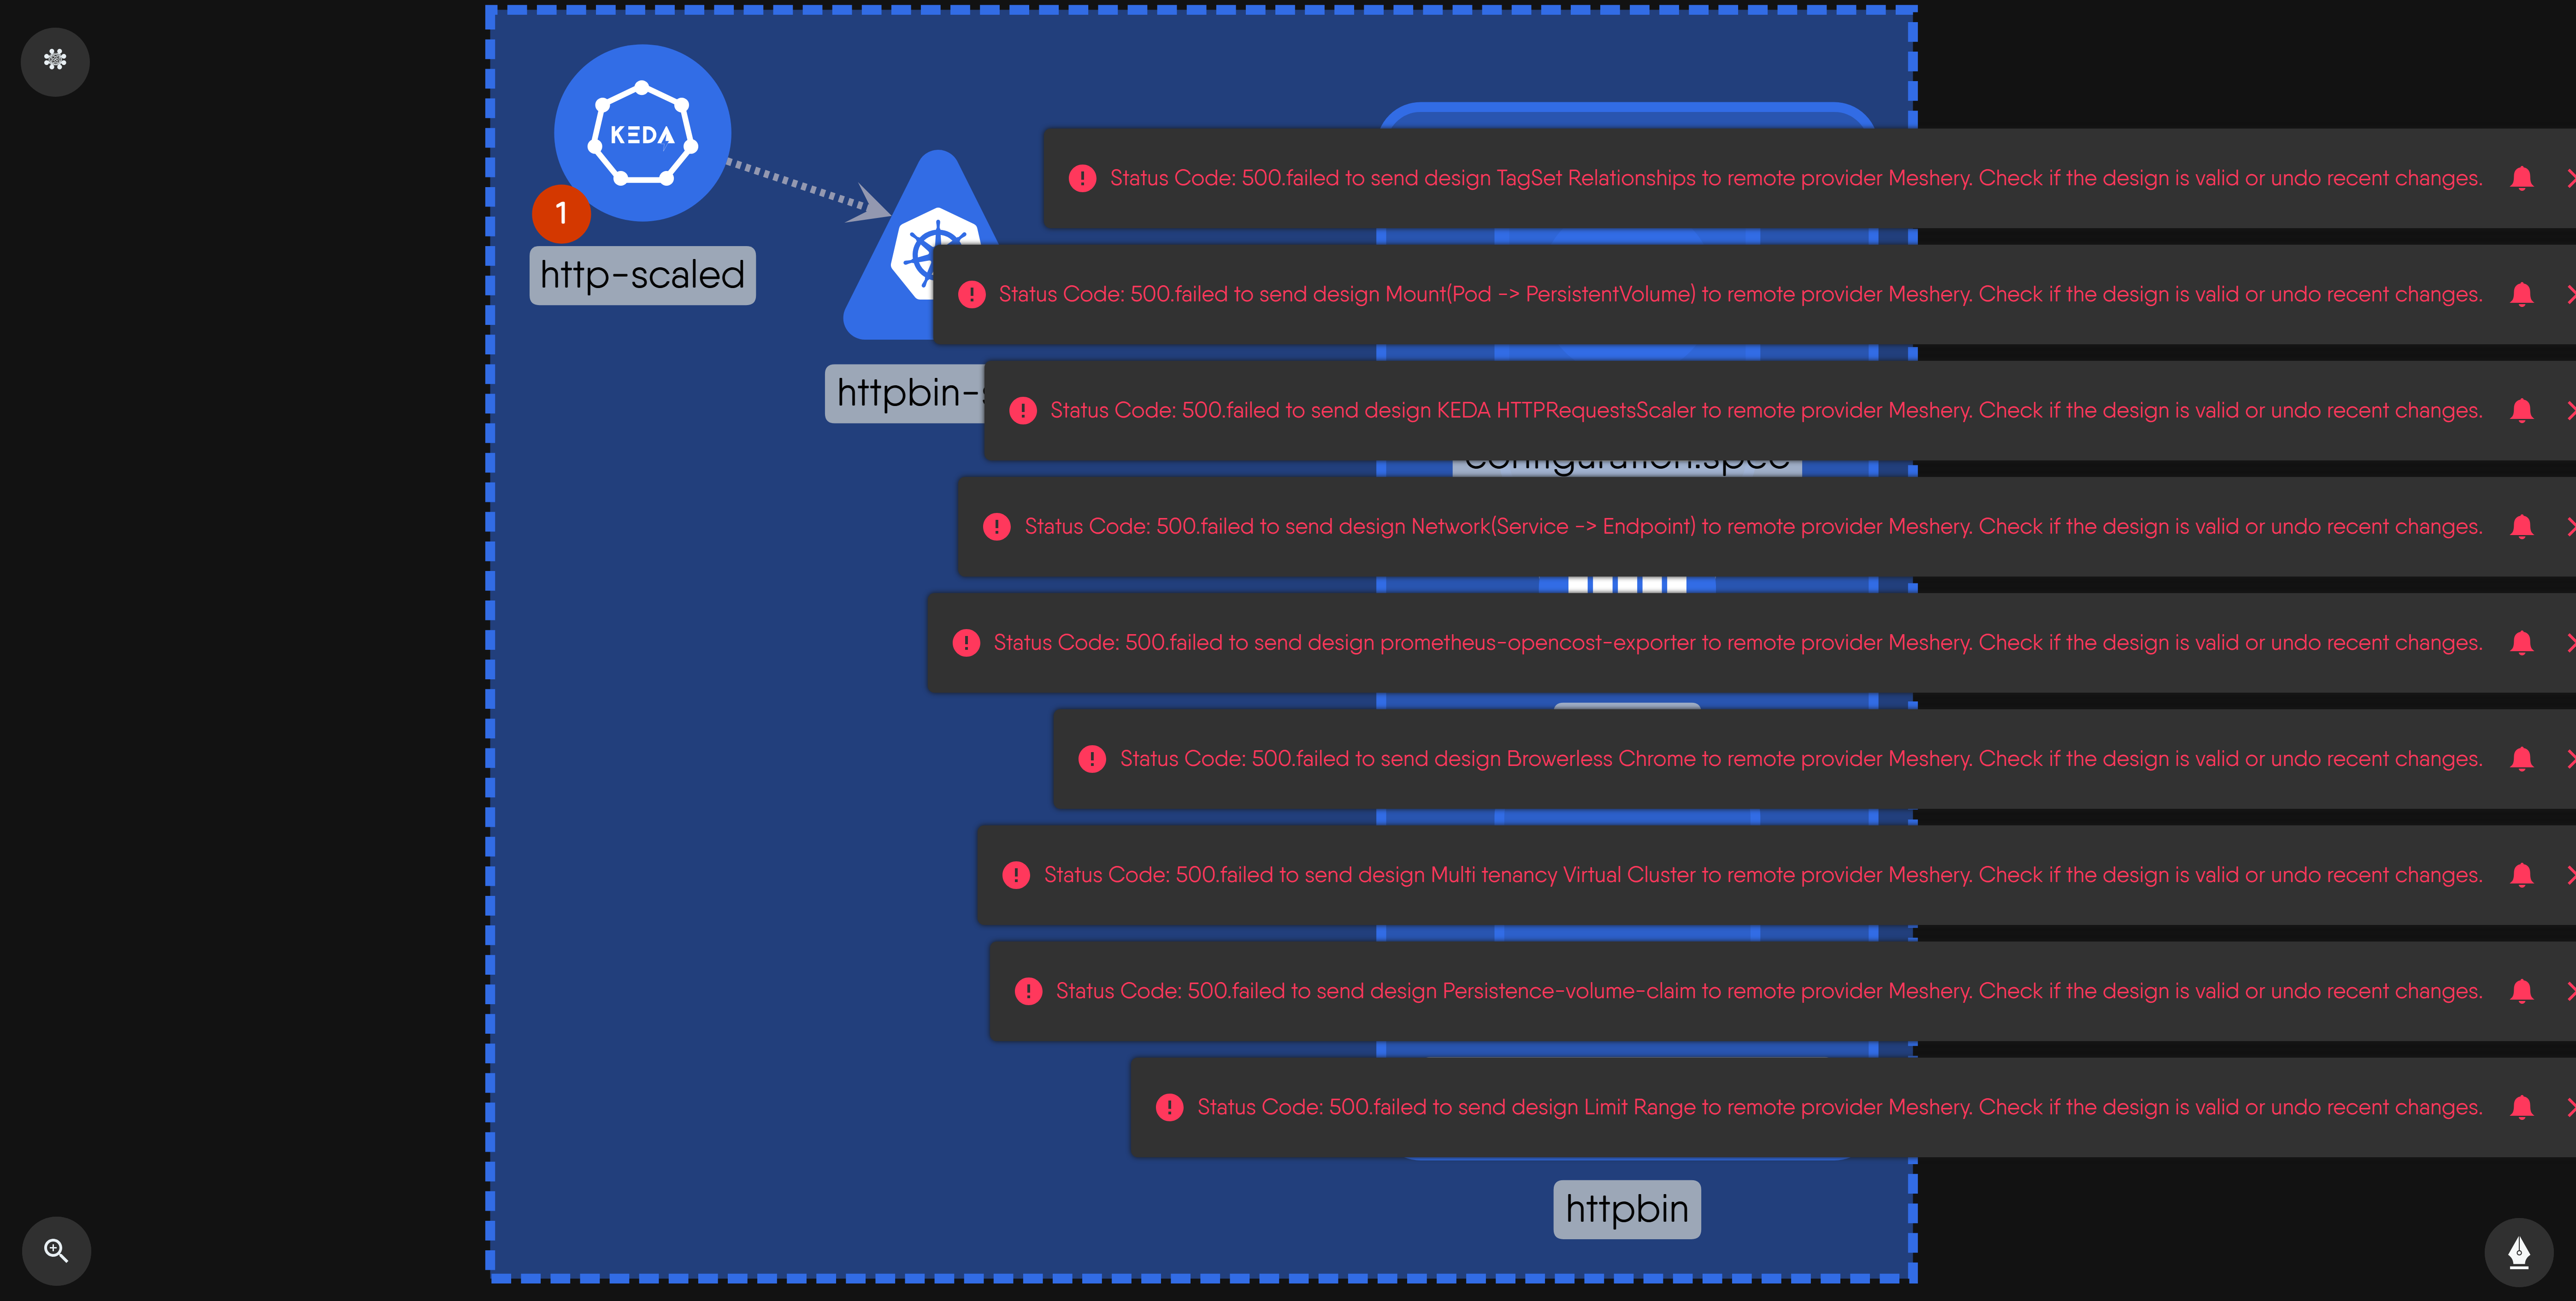 KEDA
1
http-scaled
Status Code: 500.failed to send design TagSet Relationships to remote provider Meshery. Check if the design is valid or undo recent changes.
Status Code: 500.failed to send design Mount(Pod -> PersistentVolume) to remote provider Meshery. Check if the design is valid or undo recent changes.
httpbin-
Status Code: 500.failed to send design KEDA HTTPRequestsScaler to remote provider Meshery. Check if the design is valid or undo recent changes.
configuration.spec
Status Code: 500.failed to send design Network(Service -> Endpoint) to remote provider Meshery. Check if the design is valid or undo recent changes.
Status Code: 500.failed to send design prometheus-opencost-exporter to remote provider Meshery. Check if the design is valid or undo recent changes.
Status Code: 500.failed to send design Browerless Chrome to remote provider Meshery. Check if the design is valid or undo recent changes.
Status Code: 500.failed to send design Multi tenancy Virtual Cluster to remote provider Meshery. Check if the design is valid or undo recent changes.
Status Code: 500.failed to send design Persistence-volume-claim to remote provider Meshery. Check if the design is valid or undo recent changes.
Status Code: 500.failed to send design Limit Range to remote provider Meshery. Check if the design is valid or undo recent changes.
httpbin